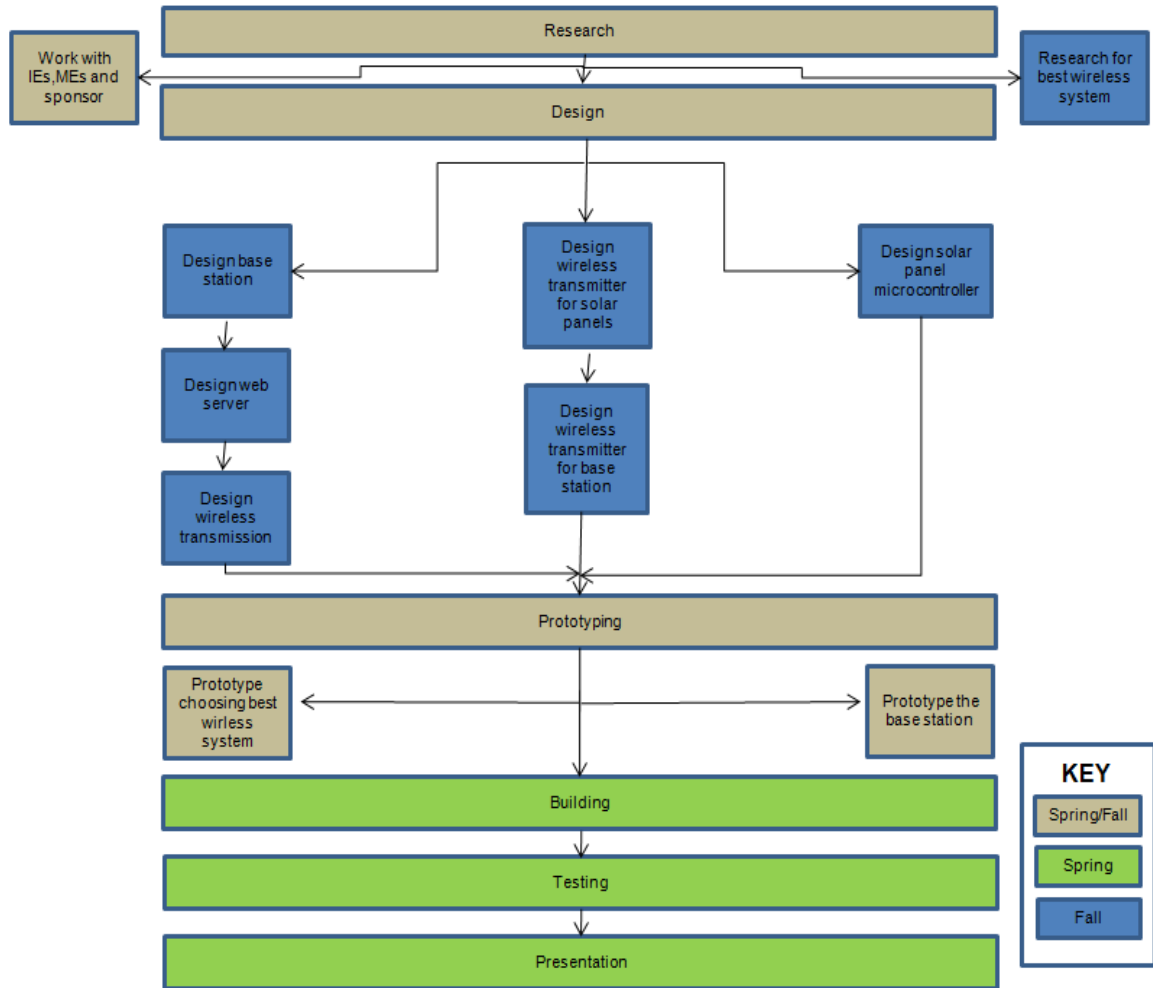 Research
Work with
IEs,MEs and
sponsor
Research for
best wireless
system
Design
Design base
station
Design
wireless
transmitter
for solar
panels
Design solar
panel
microcontroller
Design web
server
Design
wireless
transmitter
for base
station
Design
wireless
transmission
Prototyping
Prototype
choosing best
wirless
system
Prototype the
base station
Building
Testing
Presentation
KEY
Spring/Fall
Spring
Fall